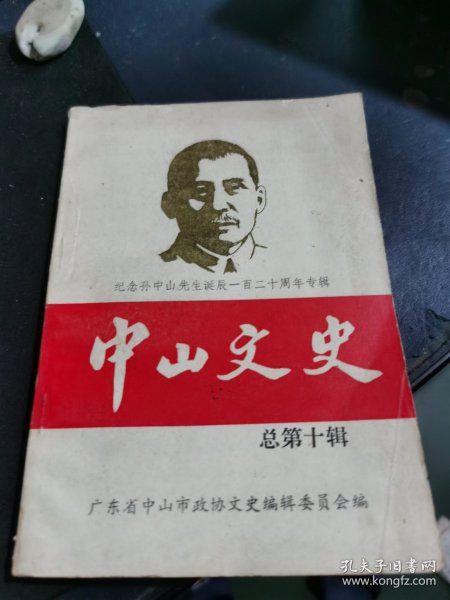 纪念孙中山先生诞辰一百二十周年专辑
中山文史
总第十辑
广东省中山市政协文史编辑委员会编
孔夫子旧书网
www.kongfz.com